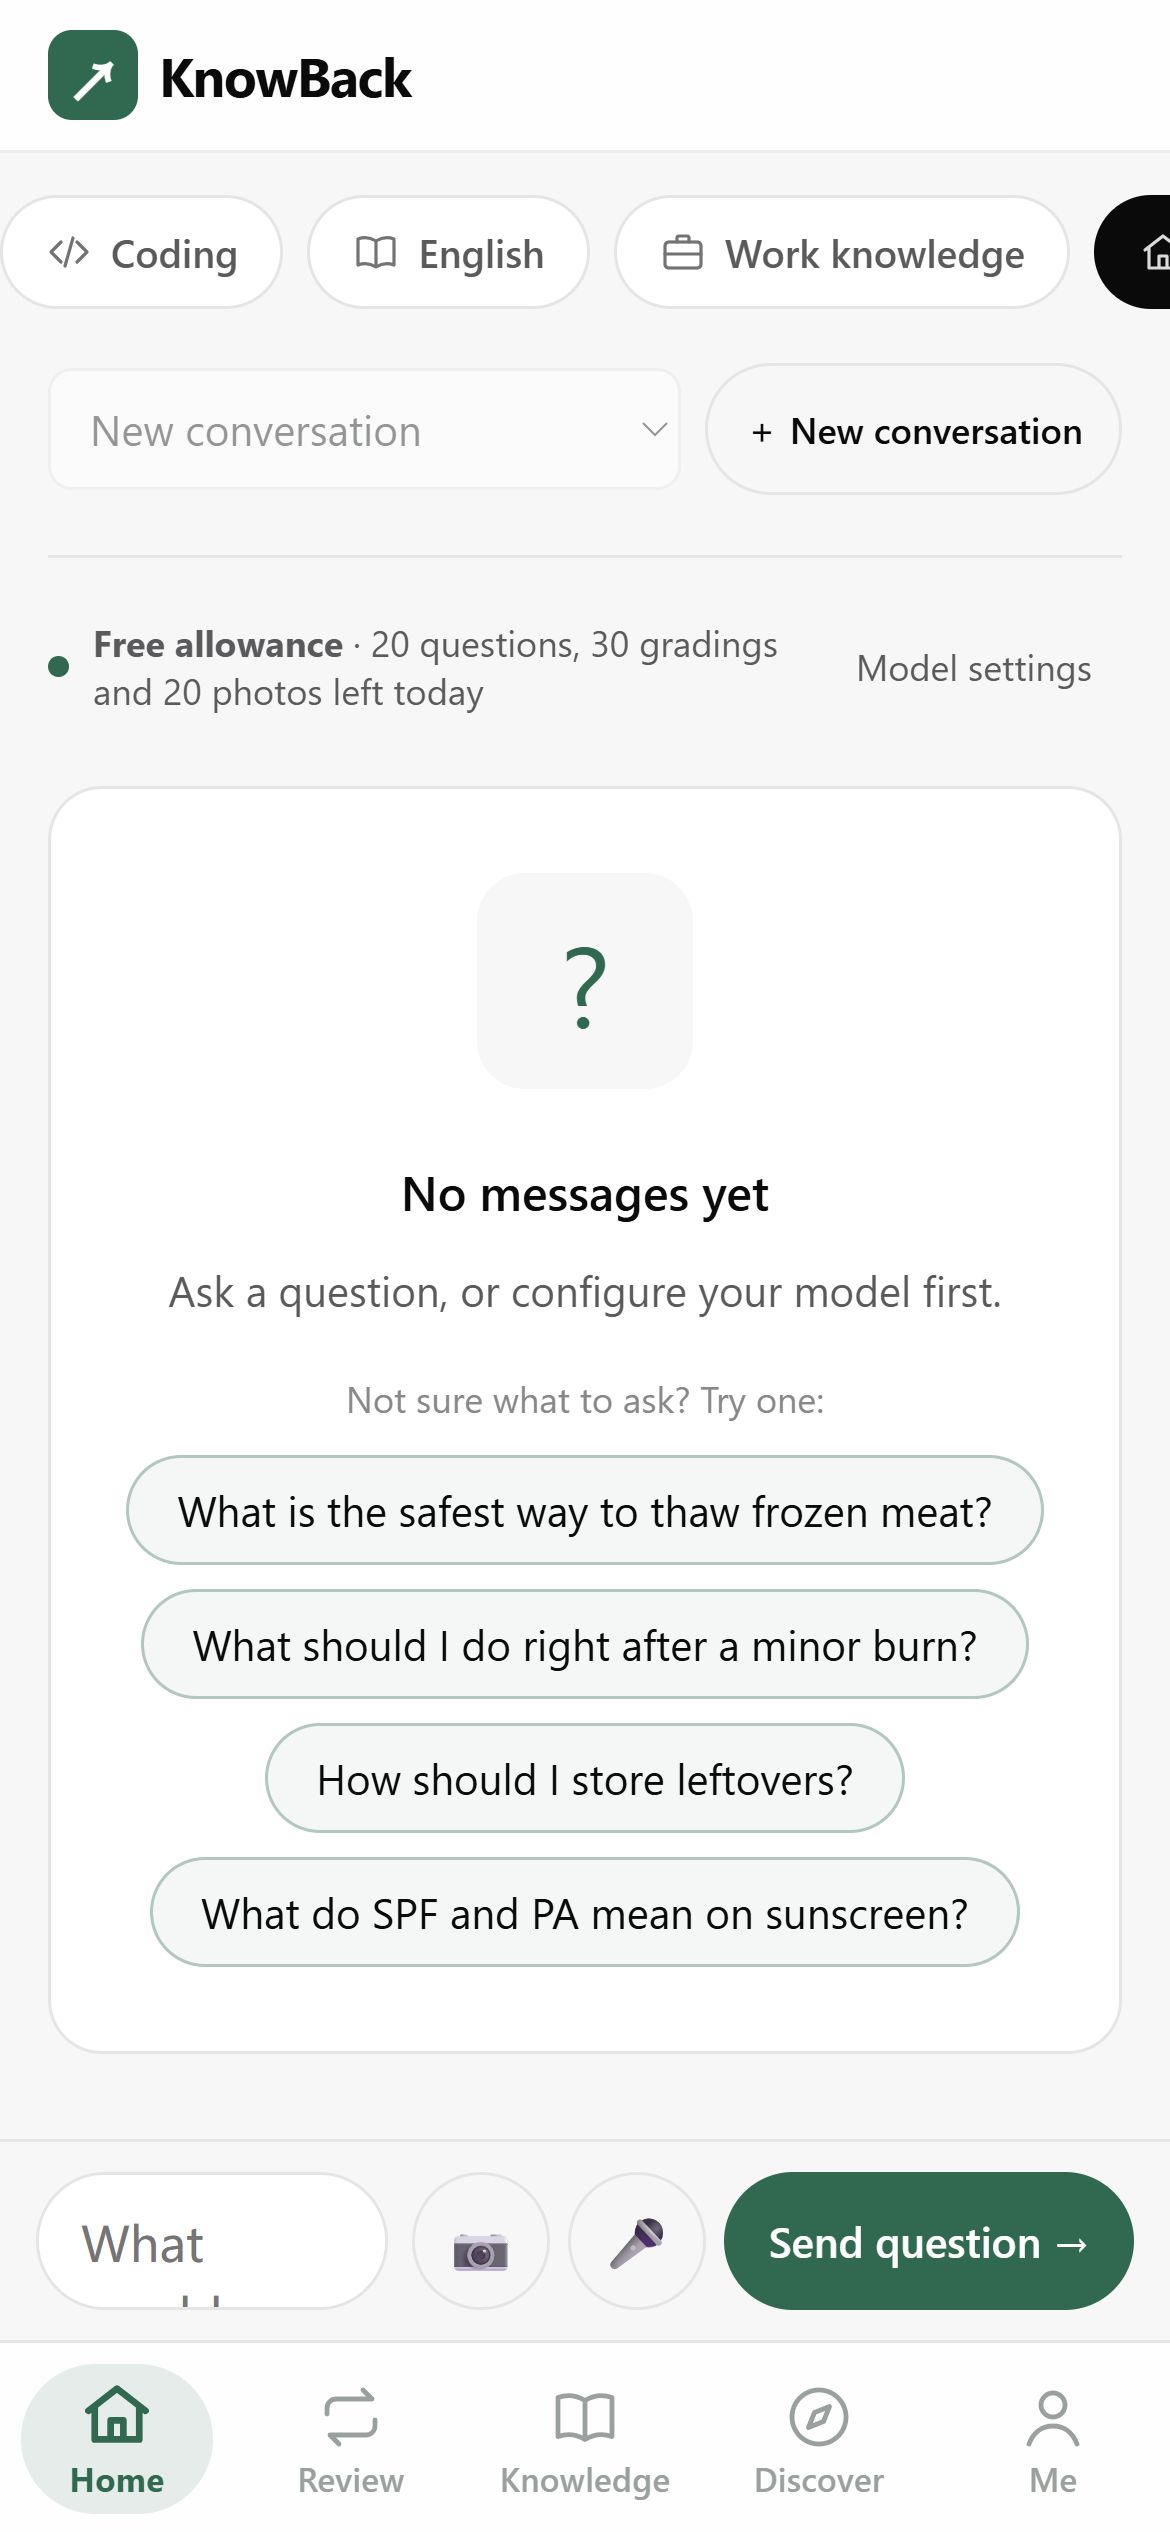 KnowBack
Coding
English
Work knowledge
New conversation
+ New conversation
Free allowance · 20 questions, 30 gradings
and 20 photos left today
Model settings
?
No messages yet
Ask a question, or configure your model first.
Not sure what to ask? Try one:
What is the safest way to thaw frozen meat?
What should I do right after a minor burn?
How should I store leftovers?
What do SPF and PA mean on sunscreen?
What
Send question →
Home
Review
Knowledge
Discover
Me